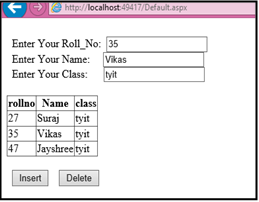 http://localhost:49417/Default.aspx
Enter Your Roll_No: 35
Enter Your Name: Vikas
Enter Your Class: tyit
rollno Name class
27 Suraj tyit
35 Vikas tyit
47 Jayshree tyit
Insert Delete